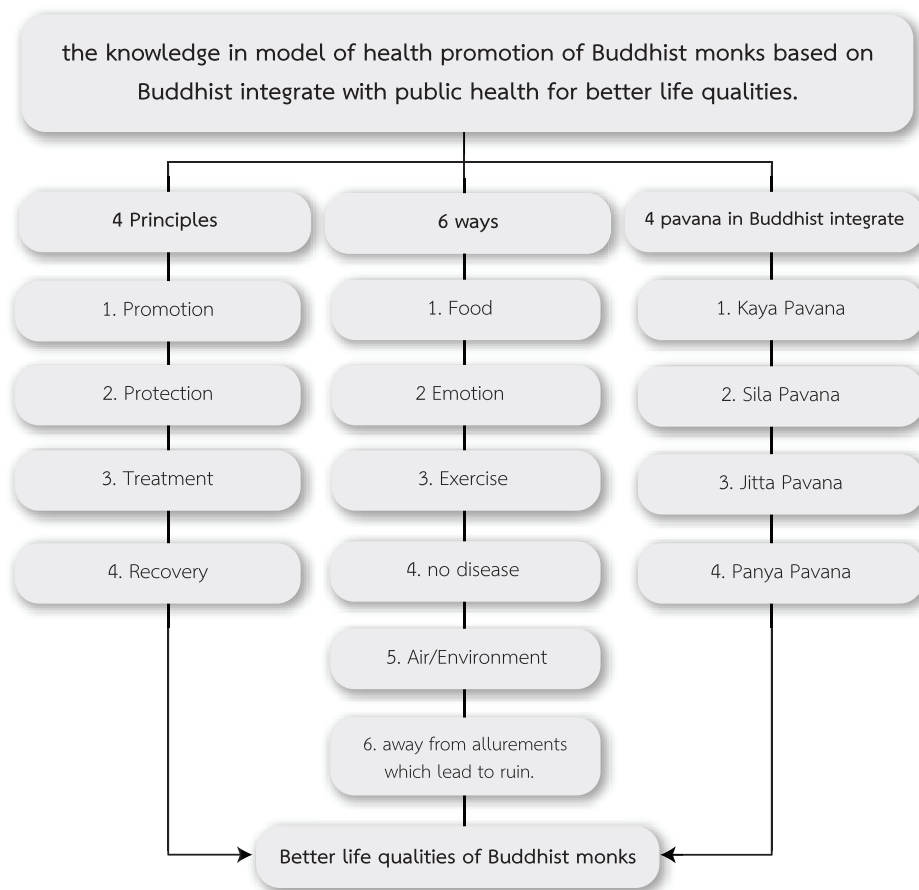 the knowledge in model of health promotion of Buddhist monks based on
Buddhist integrate with public health for better life qualities.
4 Principles
1. Promotion
2. Protection
3. Treatment
4. Recovery
6 ways
1. Food
2 Emotion
3. Exercise
4. no disease
5. Air/Environment
6. away from allurements
which lead to ruin.
4 pavana in Buddhist integrate
1. Kaya Pavana
2. Sila Pavana
3. Jitta Pavana
4. Panya Pavana
Better life qualities of Buddhist monks